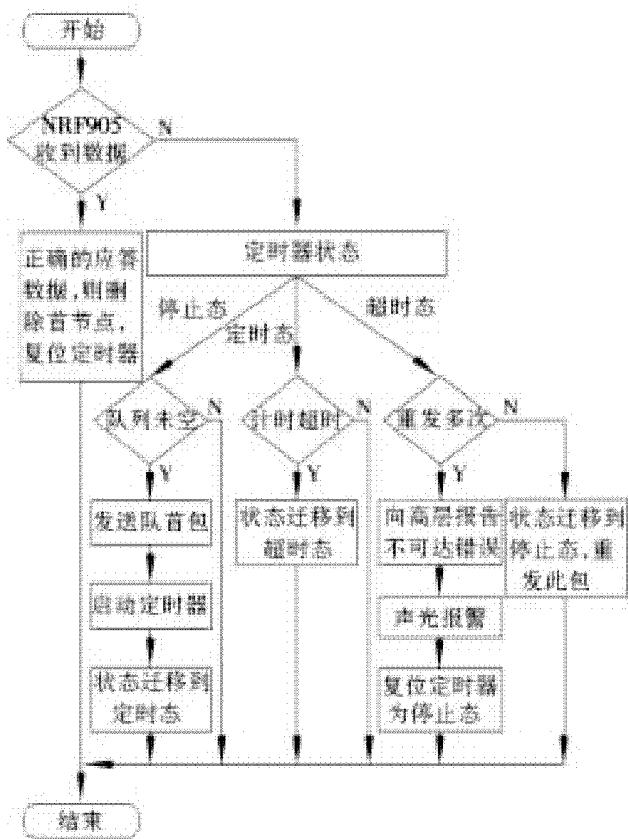 开始
NRF905
收到数据
N
Y
正确的应答
数据,则删
除首节点,
复位定时器
定时器状态
停止态
定时态
超时态
队列未空
N
Y
计时超时
N
Y
重发多次
N
Y
发送队首包
启动定时器
状态迁移到
定时态
状态迁移到
超时态
向高层报告
不可达错误
声光报警
复位定时器
为停止态
状态迁移到
停止态,重
发此包
结束